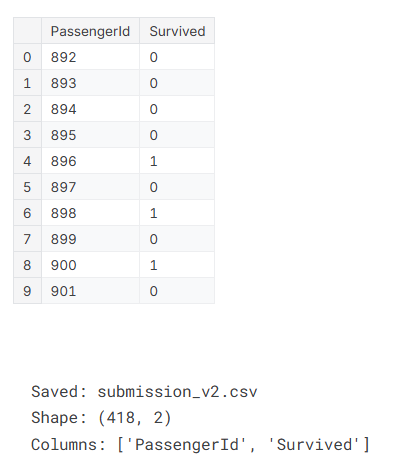 PassengerId Survived
0 892 0
1 893 0
2 894 0
3 895 0
4 896 1
5 897 0
6 898 1
7 899 0
8 900 1
9 901 0
Saved: submission_v2.csv
Shape: (418, 2)
Columns: ['PassengerId', 'Survived']